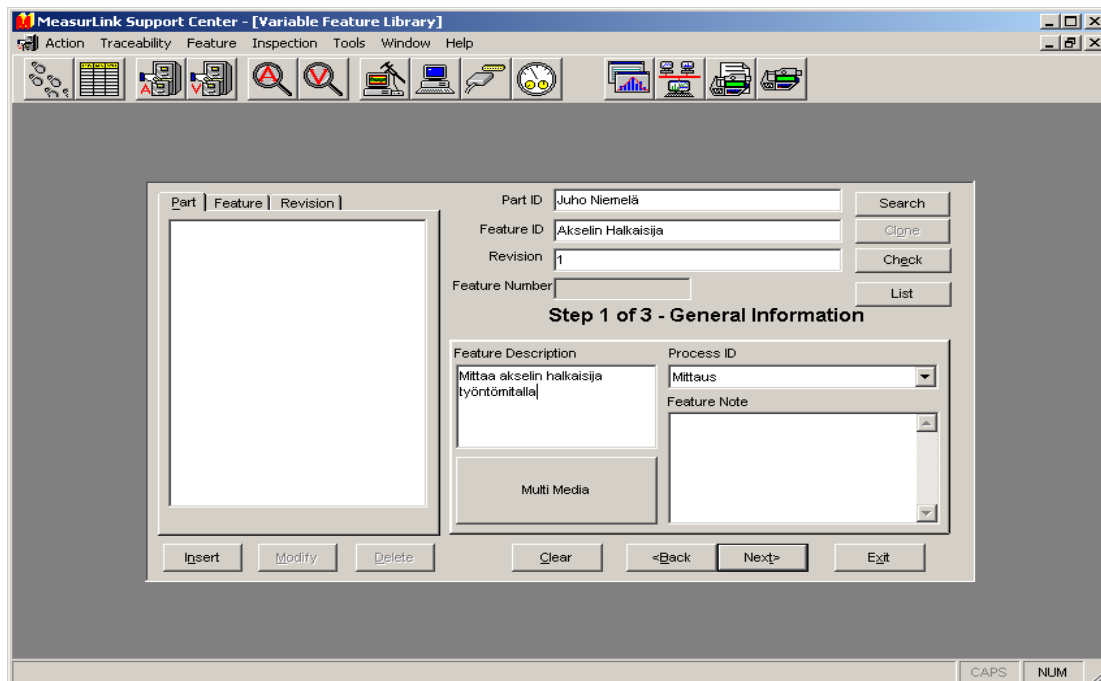 MeasurLink Support Center - [Variable Feature Library]
Action Traceability Feature Inspection Tools Window Help
A V A V
Part Feature Revision
Part ID Juho Niemelä Search
Feature ID Akselin Halkaisija Clone
Revision 1 Check
Feature Number List
Step 1 of 3 - General Information
Feature Description Process ID
Mittaa akselin halkaisija Mittaus
työntömitalla Feature Note
Multi Media
Insert Modify Delete Clear <Back Next> Exit
CAPS NUM